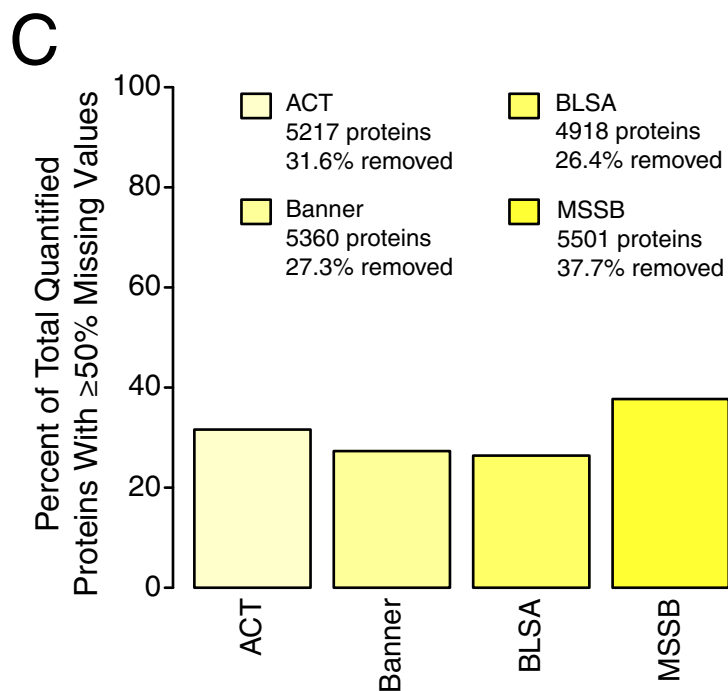 C
Percent of Total Quantified
Proteins With ≥50% Missing Values
100
80
60
40
20
0
ACT
5217 proteins
31.6% removed
Banner
5360 proteins
27.3% removed
BLSA
4918 proteins
26.4% removed
MSSB
5501 proteins
37.7% removed
ACT
Banner
BLSA
MSSB